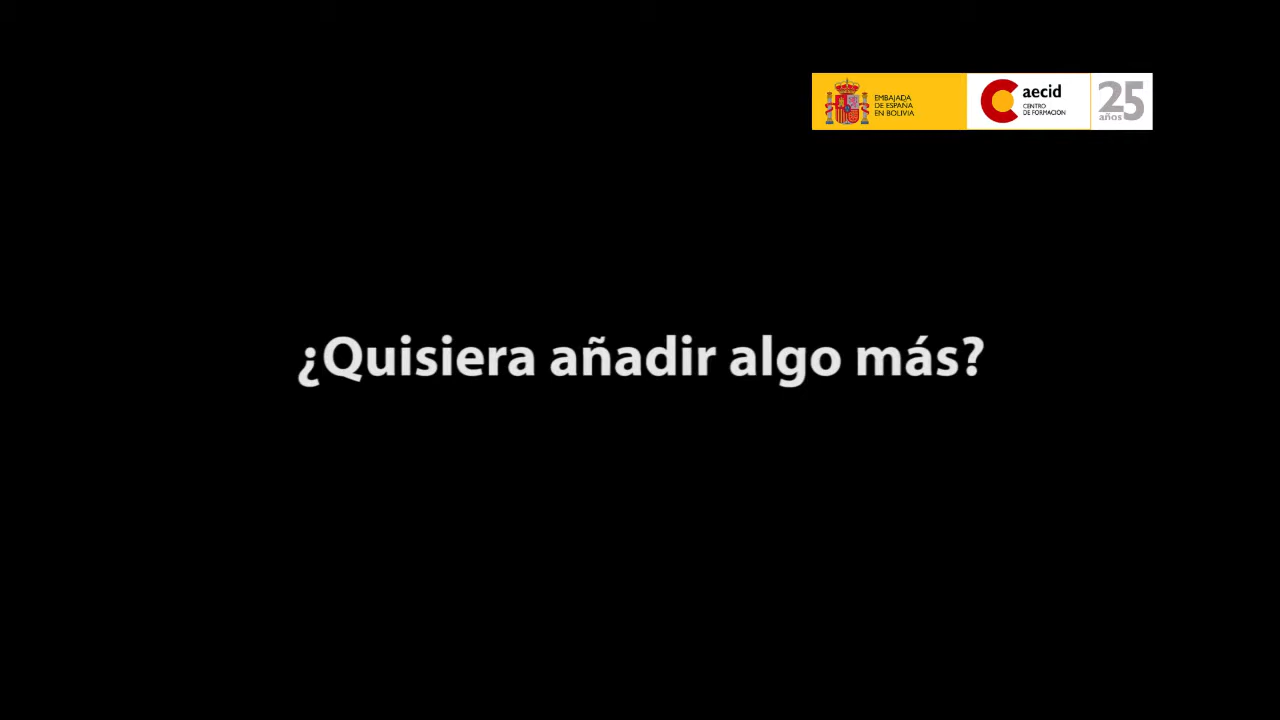 EMBAJADA
DE ESPAÑA
EN BOLIVIA
aecid
CENTRO
DE FORMACIÓN
25
años
¿Quisiera añadir algo más?